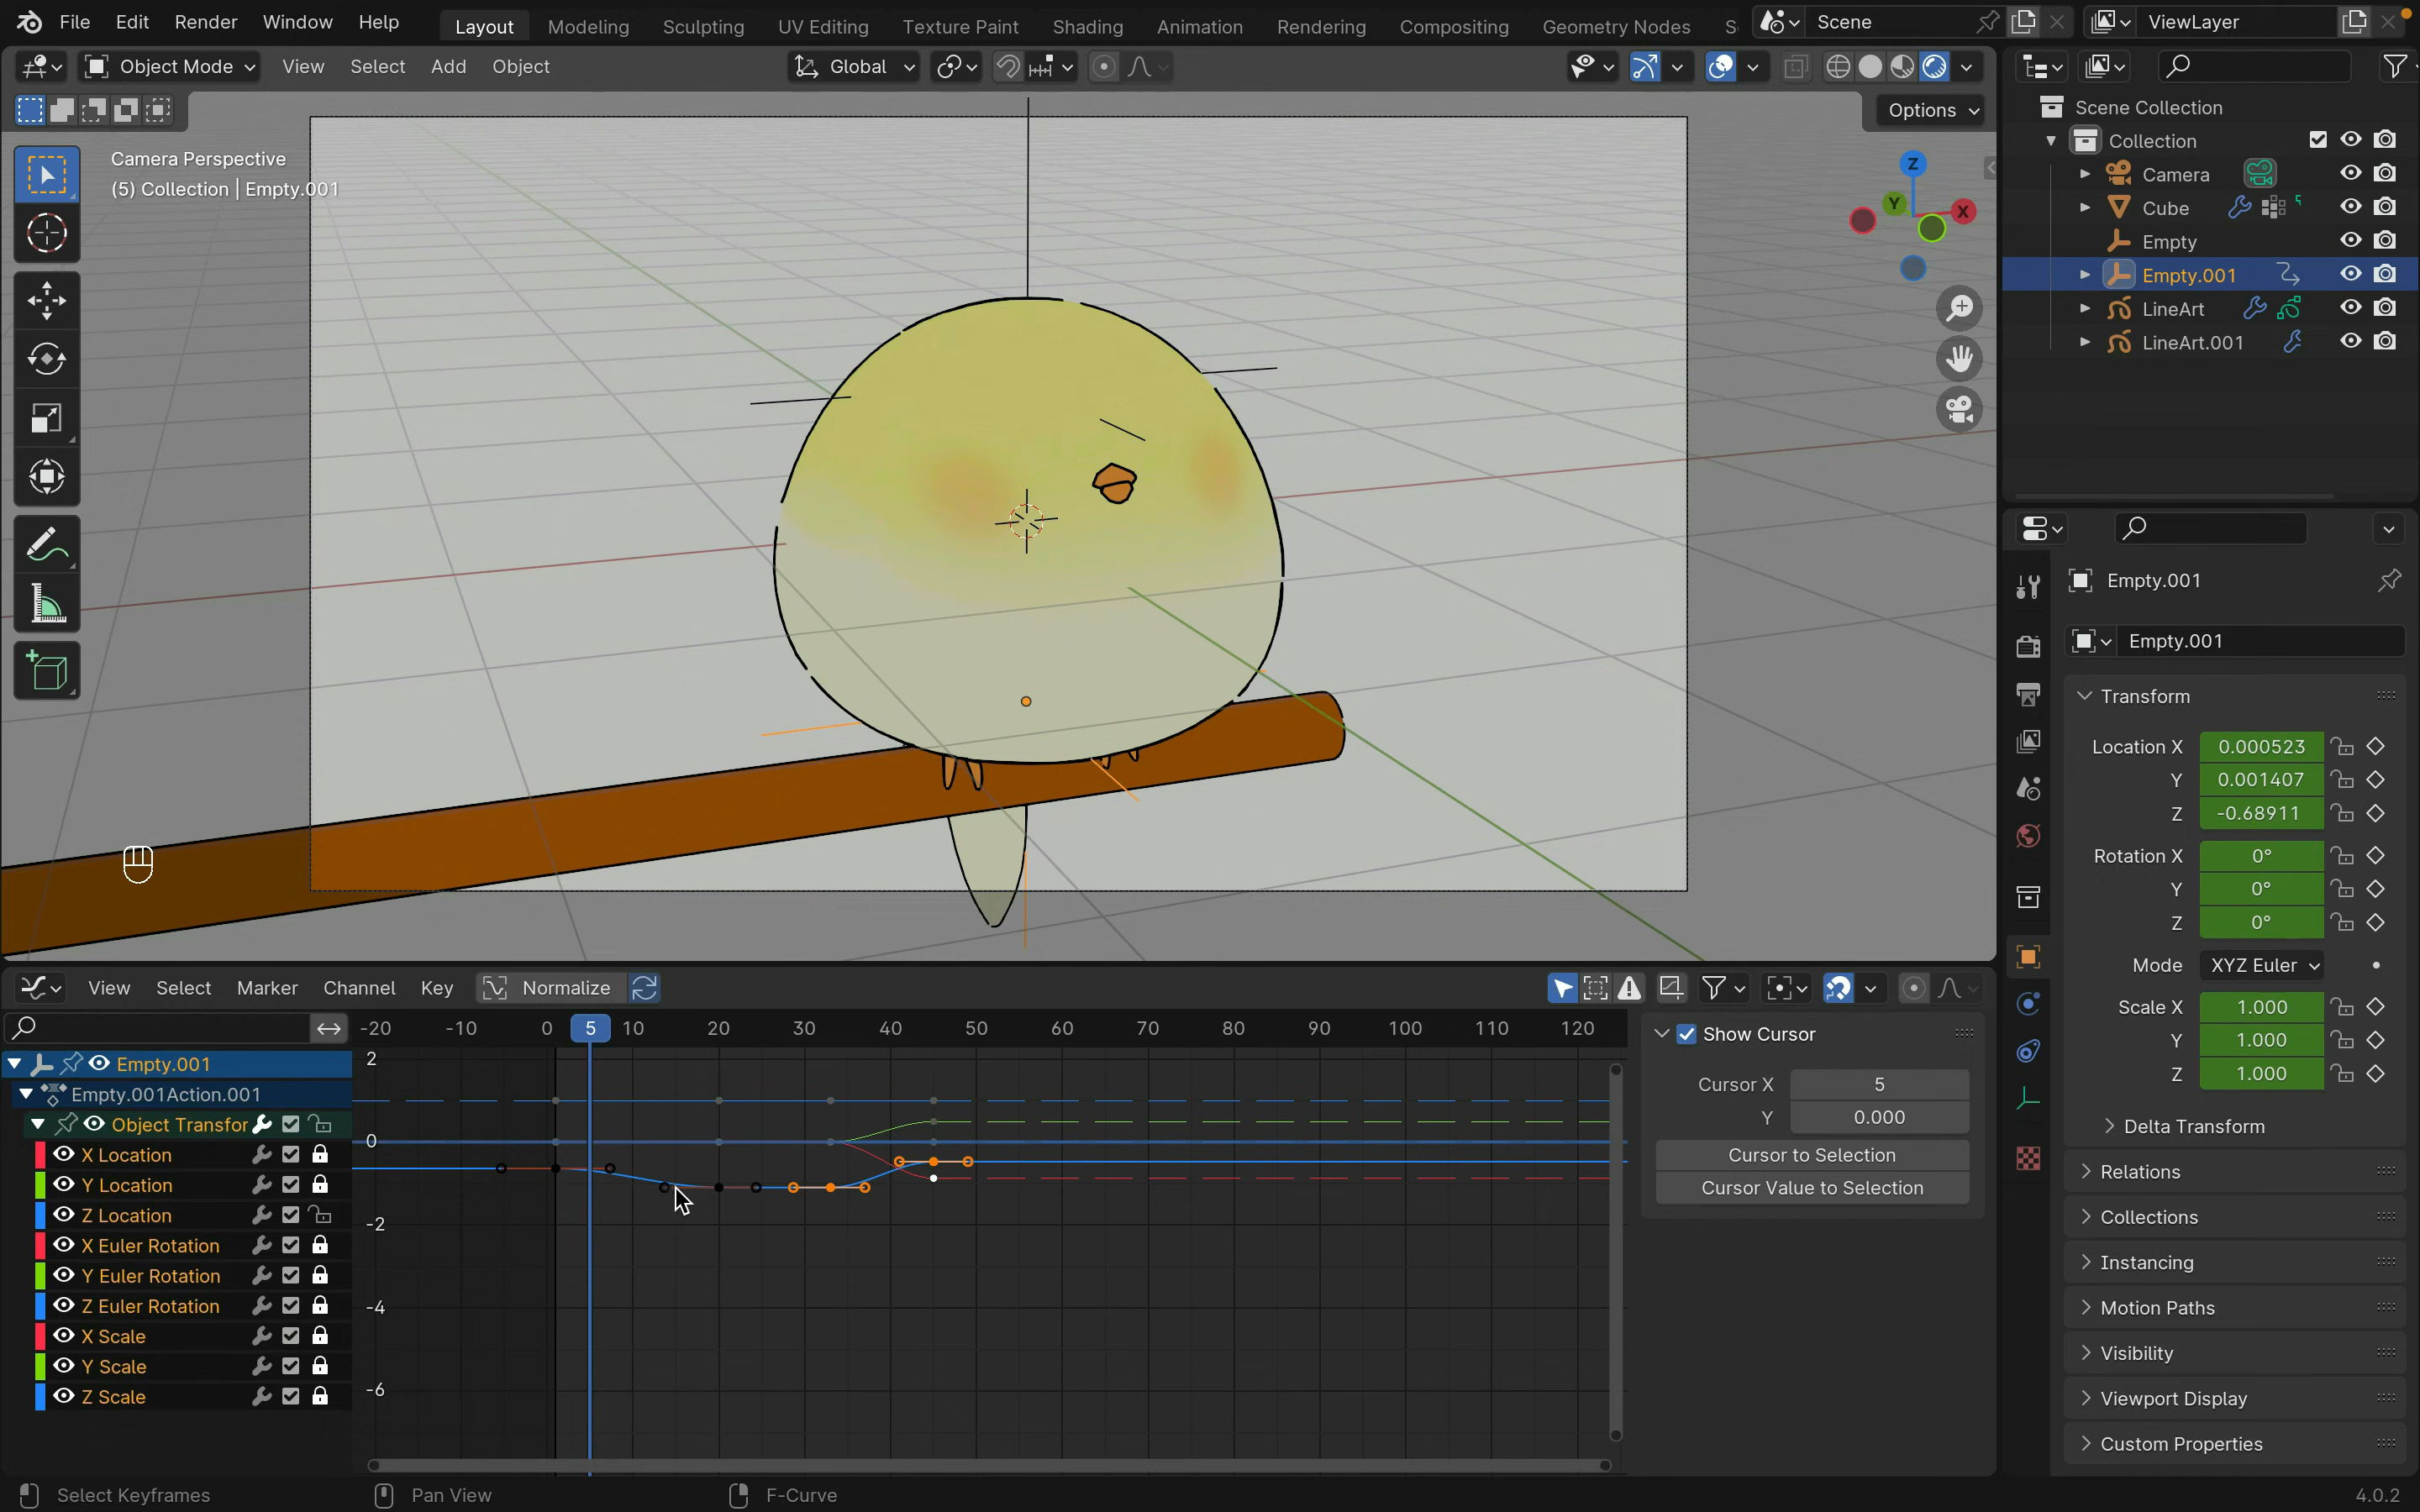 File Edit Render Window Help Layout Modeling Sculpting UV Editing Texture Paint Shading Animation Rendering Compositing Geometry Nodes Scene ViewLayer
Object Mode View Select Add Object Global
Options
Camera Perspective
(5) Collection | Empty.001
Z
Y
X
Scene Collection
Collection
Camera
Cube
Empty
Empty.001
LineArt
LineArt.001
Empty.001
Empty.001
Transform
Location X 0.000523
Y 0.001407
Z -0.68911
Rotation X 0°
Y 0°
Z 0°
Mode XYZ Euler
Scale X 1.000
Y 1.000
Z 1.000
Delta Transform
Relations
Collections
Instancing
Motion Paths
Visibility
Viewport Display
Custom Properties
View Select Marker Channel Key Normalize
-20 -10 0 5 10 20 30 40 50 60 70 80 90 100 110 120
2
0
-2
-4
-6
Empty.001
Empty.001Action.001
Object Transfor
X Location
Y Location
Z Location
X Euler Rotation
Y Euler Rotation
Z Euler Rotation
X Scale
Y Scale
Z Scale
Show Cursor
Cursor X 5
Y 0.000
Cursor to Selection
Cursor Value to Selection
Select Keyframes Pan View F-Curve 4.0.2